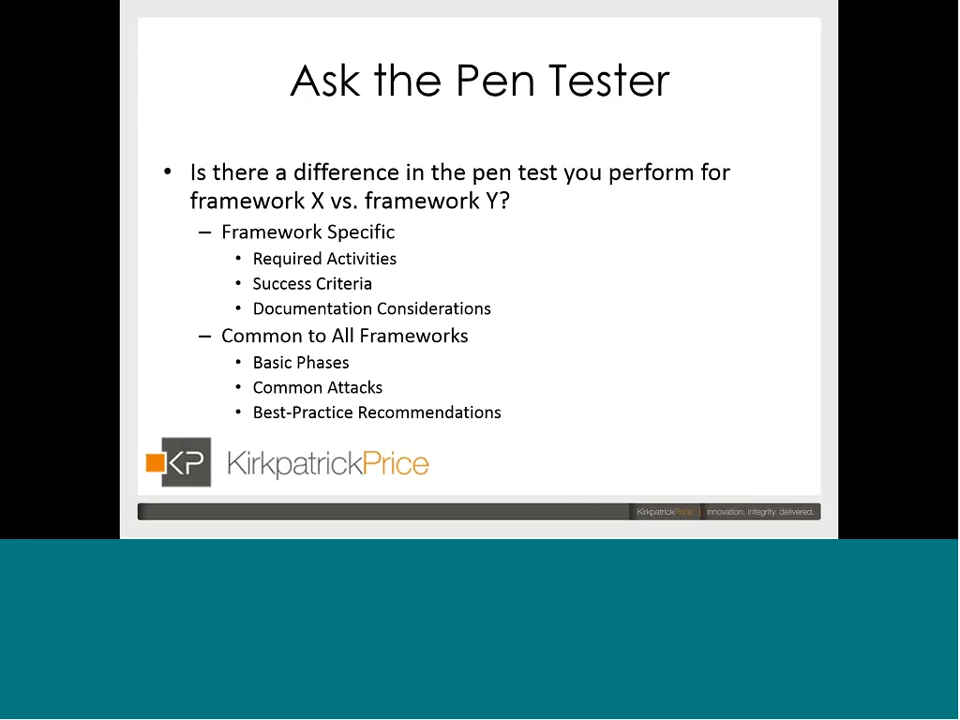 Ask the Pen Tester
• Is there a difference in the pen test you perform for
framework X vs. framework Y?
– Framework Specific
• Required Activities
• Success Criteria
• Documentation Considerations
– Common to All Frameworks
• Basic Phases
• Common Attacks
• Best-Practice Recommendations
KP KirkpatrickPrice
KirkpatrickPrice | innovation. integrity. delivered.